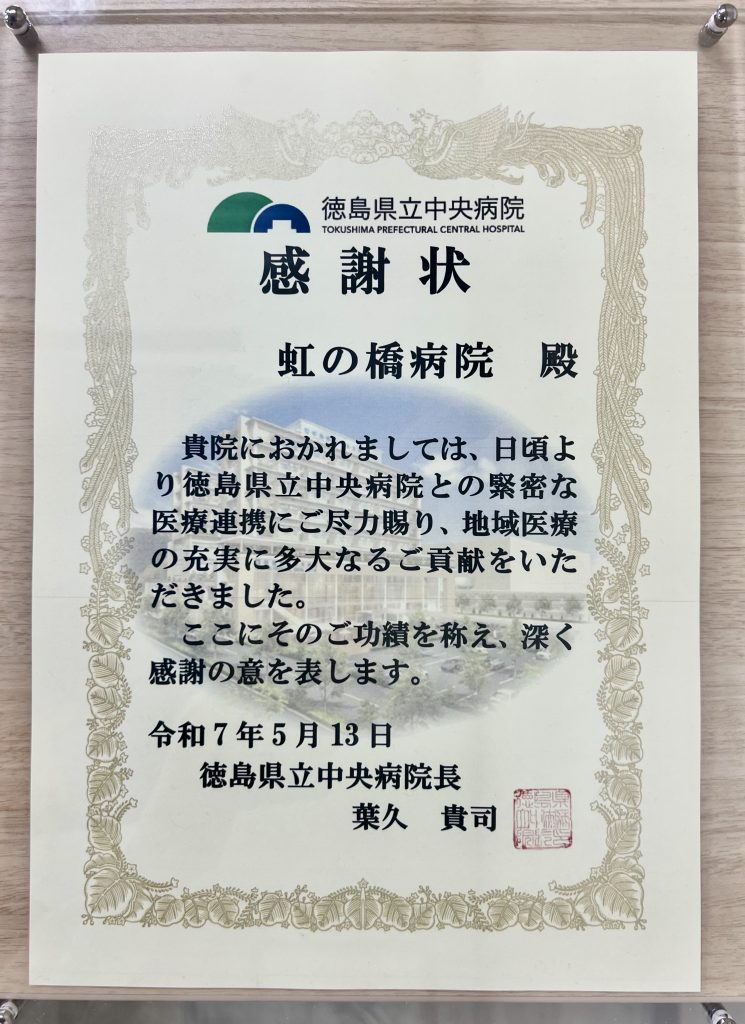 徳島県立中央病院
TOKUSHIMA PREFECTURAL CENTRAL HOSPITAL
感謝状
虹の橋病院　殿
貴院におかれましては、日頃よ
り徳島県立中央病院との緊密な
医療連携にご尽力賜り、地域医療
の充実に多大なるご貢献をいた
だきました。
ここにそのご功績を称え、深く
感謝の意を表します。
令和7年5月13日
徳島県立中央病院長
葉久　貴司